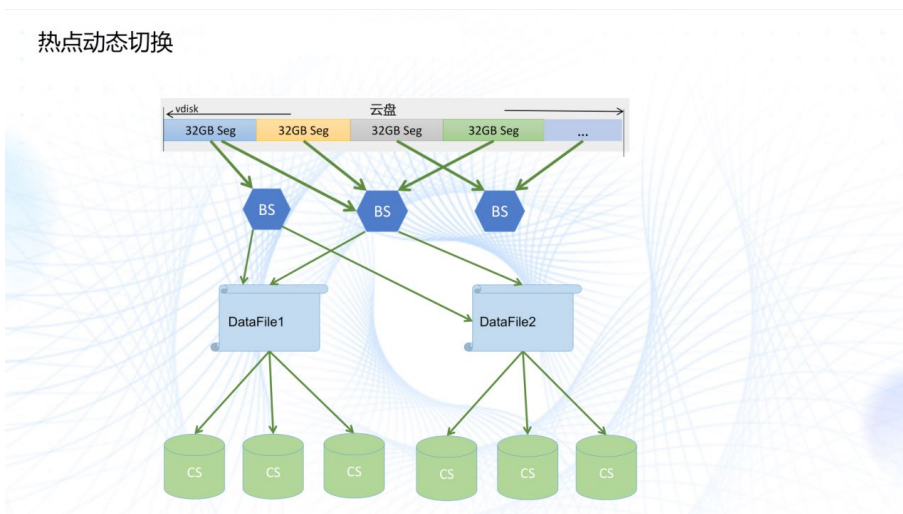 热点动态切换
vdisk
云盘
32GB Seg 32GB Seg 32GB Seg 32GB Seg ...
BS BS BS
DataFile1 DataFile2
CS CS CS CS CS CS